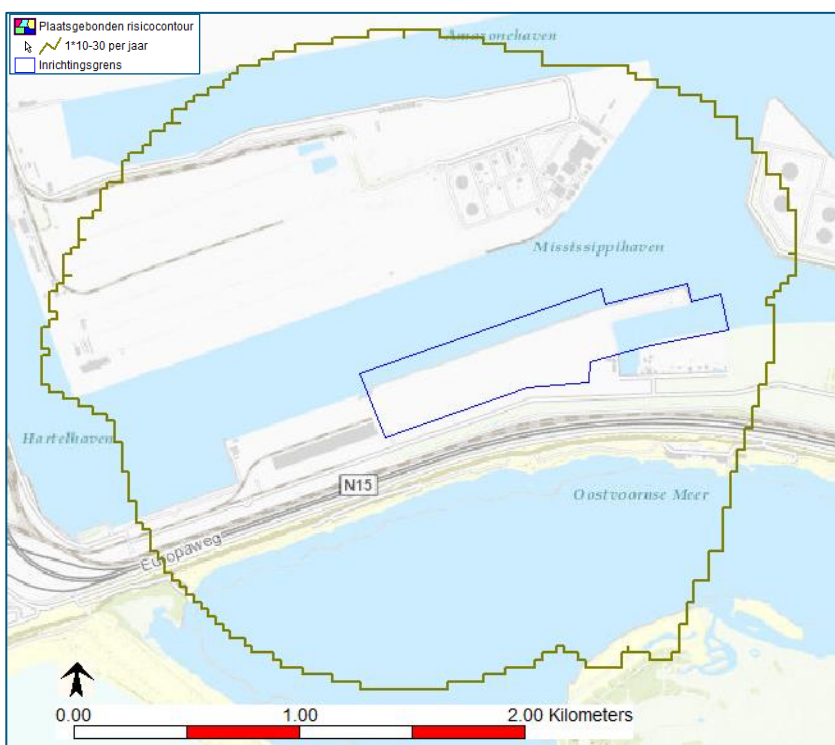 Plaatsgebonden risicocontour
1*10-30 per jaar
Inrichtingsgrens
Amazonehaven
Mississippihaven
Hartelhaven
N15
Oostvoornse Meer
Europaweg
0.00 1.00 2.00 Kilometers